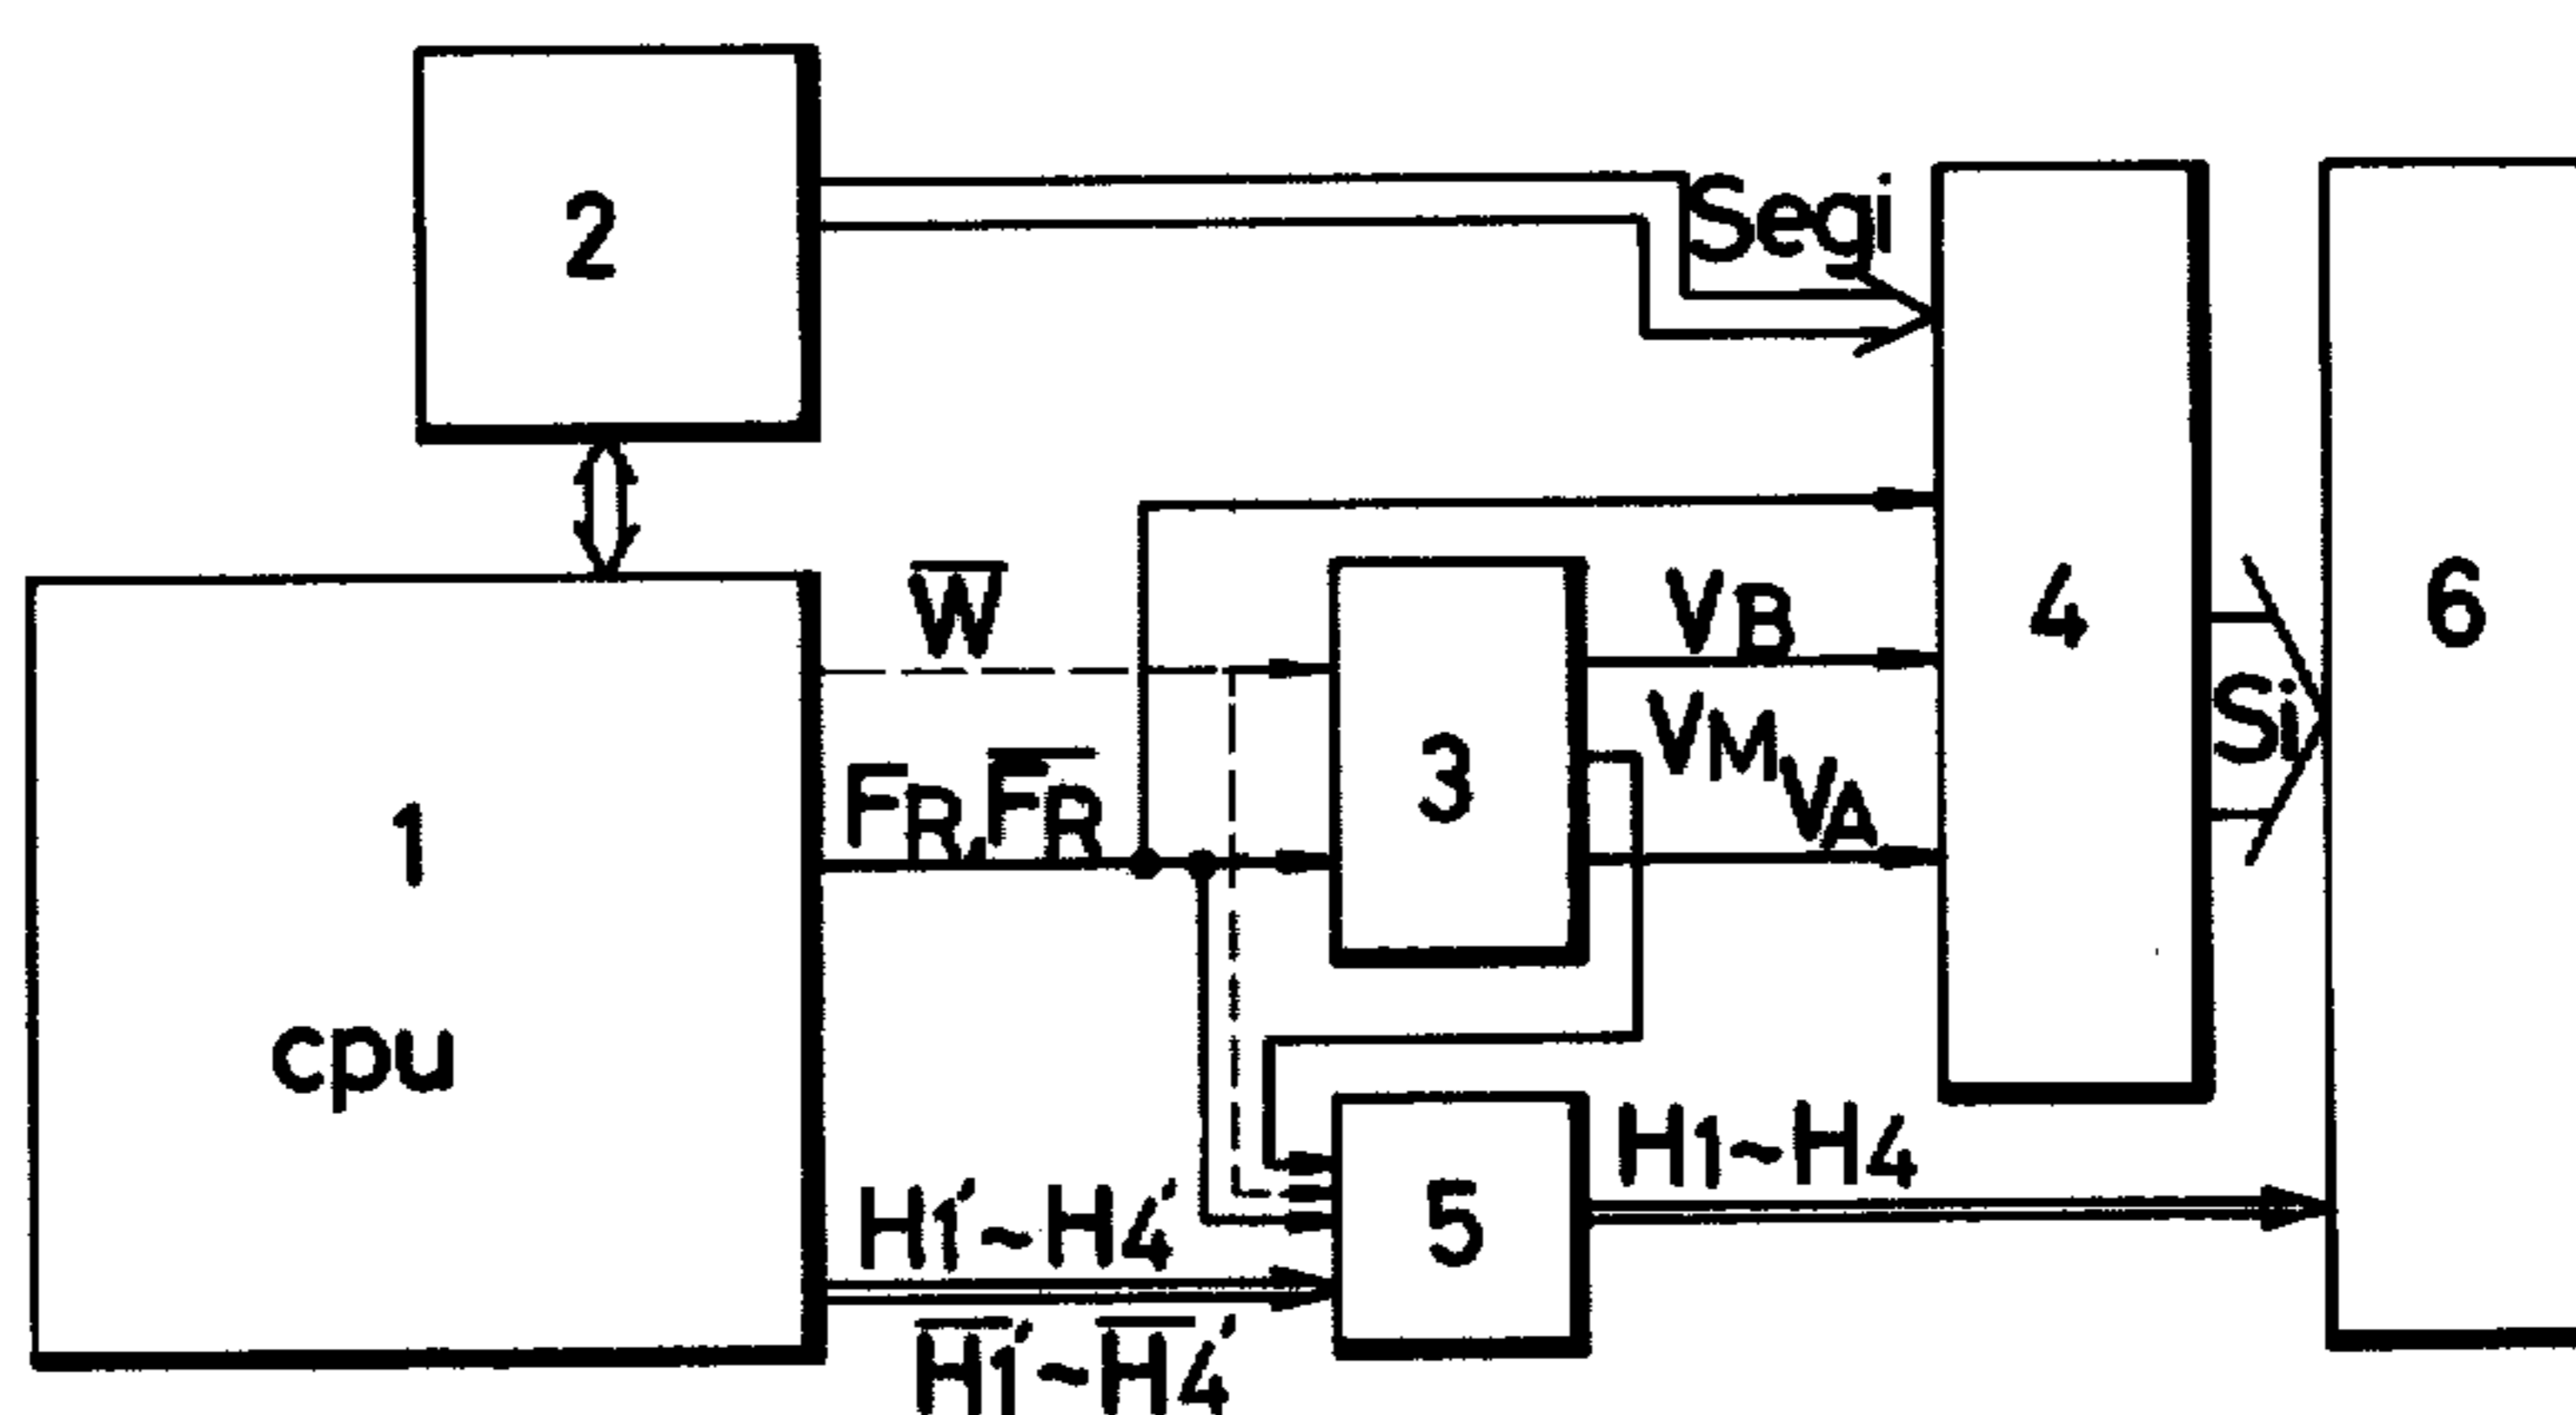 2
Segi
W̅
VB
4
6
VM
Si
FR, F̅R̅
3
VA
1
cpu
H1~H4
H1'~H4'
5
H̅1̅'~H̅4̅'